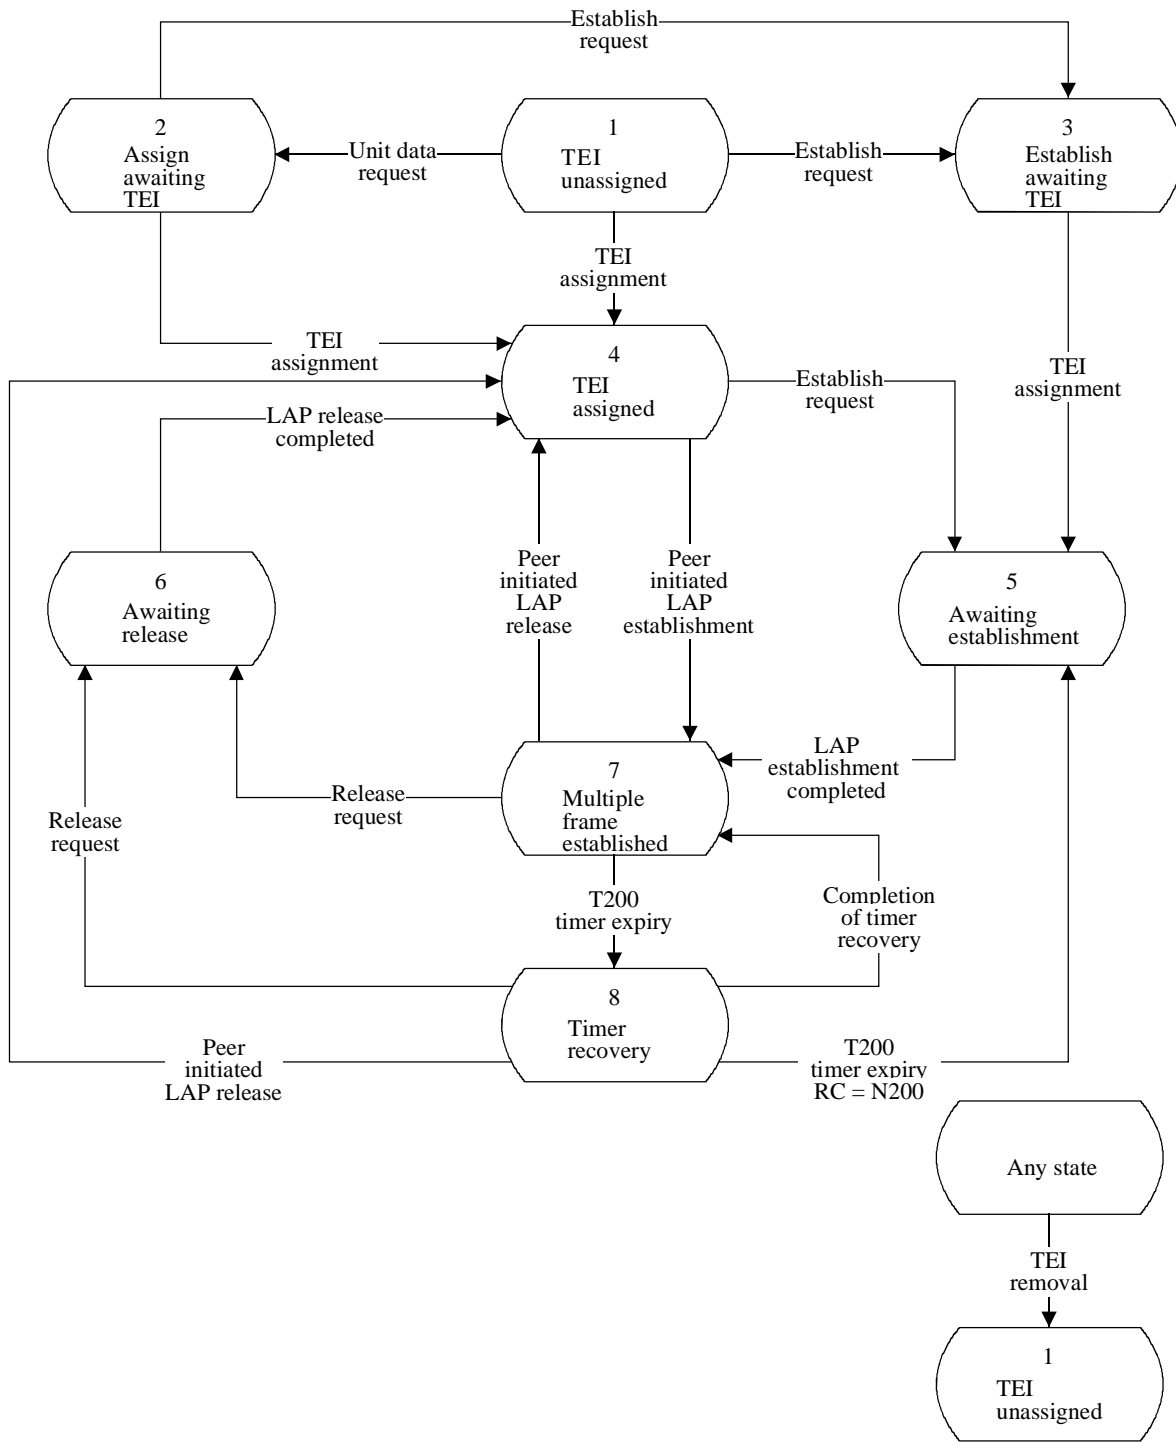 Establish
request
2
Assign
awaiting
TEI
Unit data
request
1
TEI
unassigned
Establish
request
3
Establish
awaiting
TEI
TEI
assignment
TEI
assignment
4
TEI
assigned
Establish
request
TEI
assignment
LAP release
completed
6
Awaiting
release
Peer
initiated
LAP
release
Peer
initiated
LAP
establishment
5
Awaiting
establishment
LAP
establishment
completed
7
Multiple
frame
established
Release
request
Release
request
T200
timer expiry
Completion
of timer
recovery
8
Timer
recovery
Peer
initiated
LAP release
T200
timer expiry
RC = N200
Any state
TEI
removal
1
TEI
unassigned